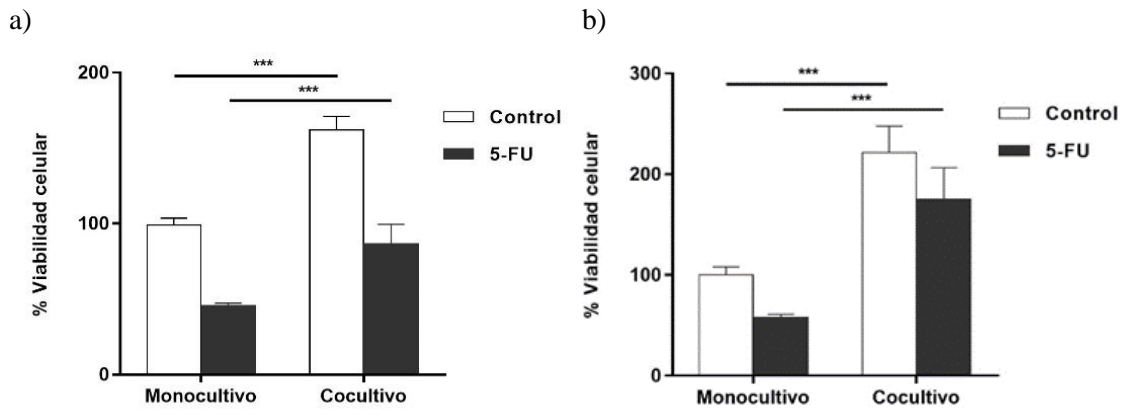 a)
% Viabilidad celular
200
100
0
***
***
Control
5-FU
Monocultivo
Cocultivo
b)
% Viabilidad celular
300
200
100
0
***
***
Control
5-FU
Monocultivo
Cocultivo